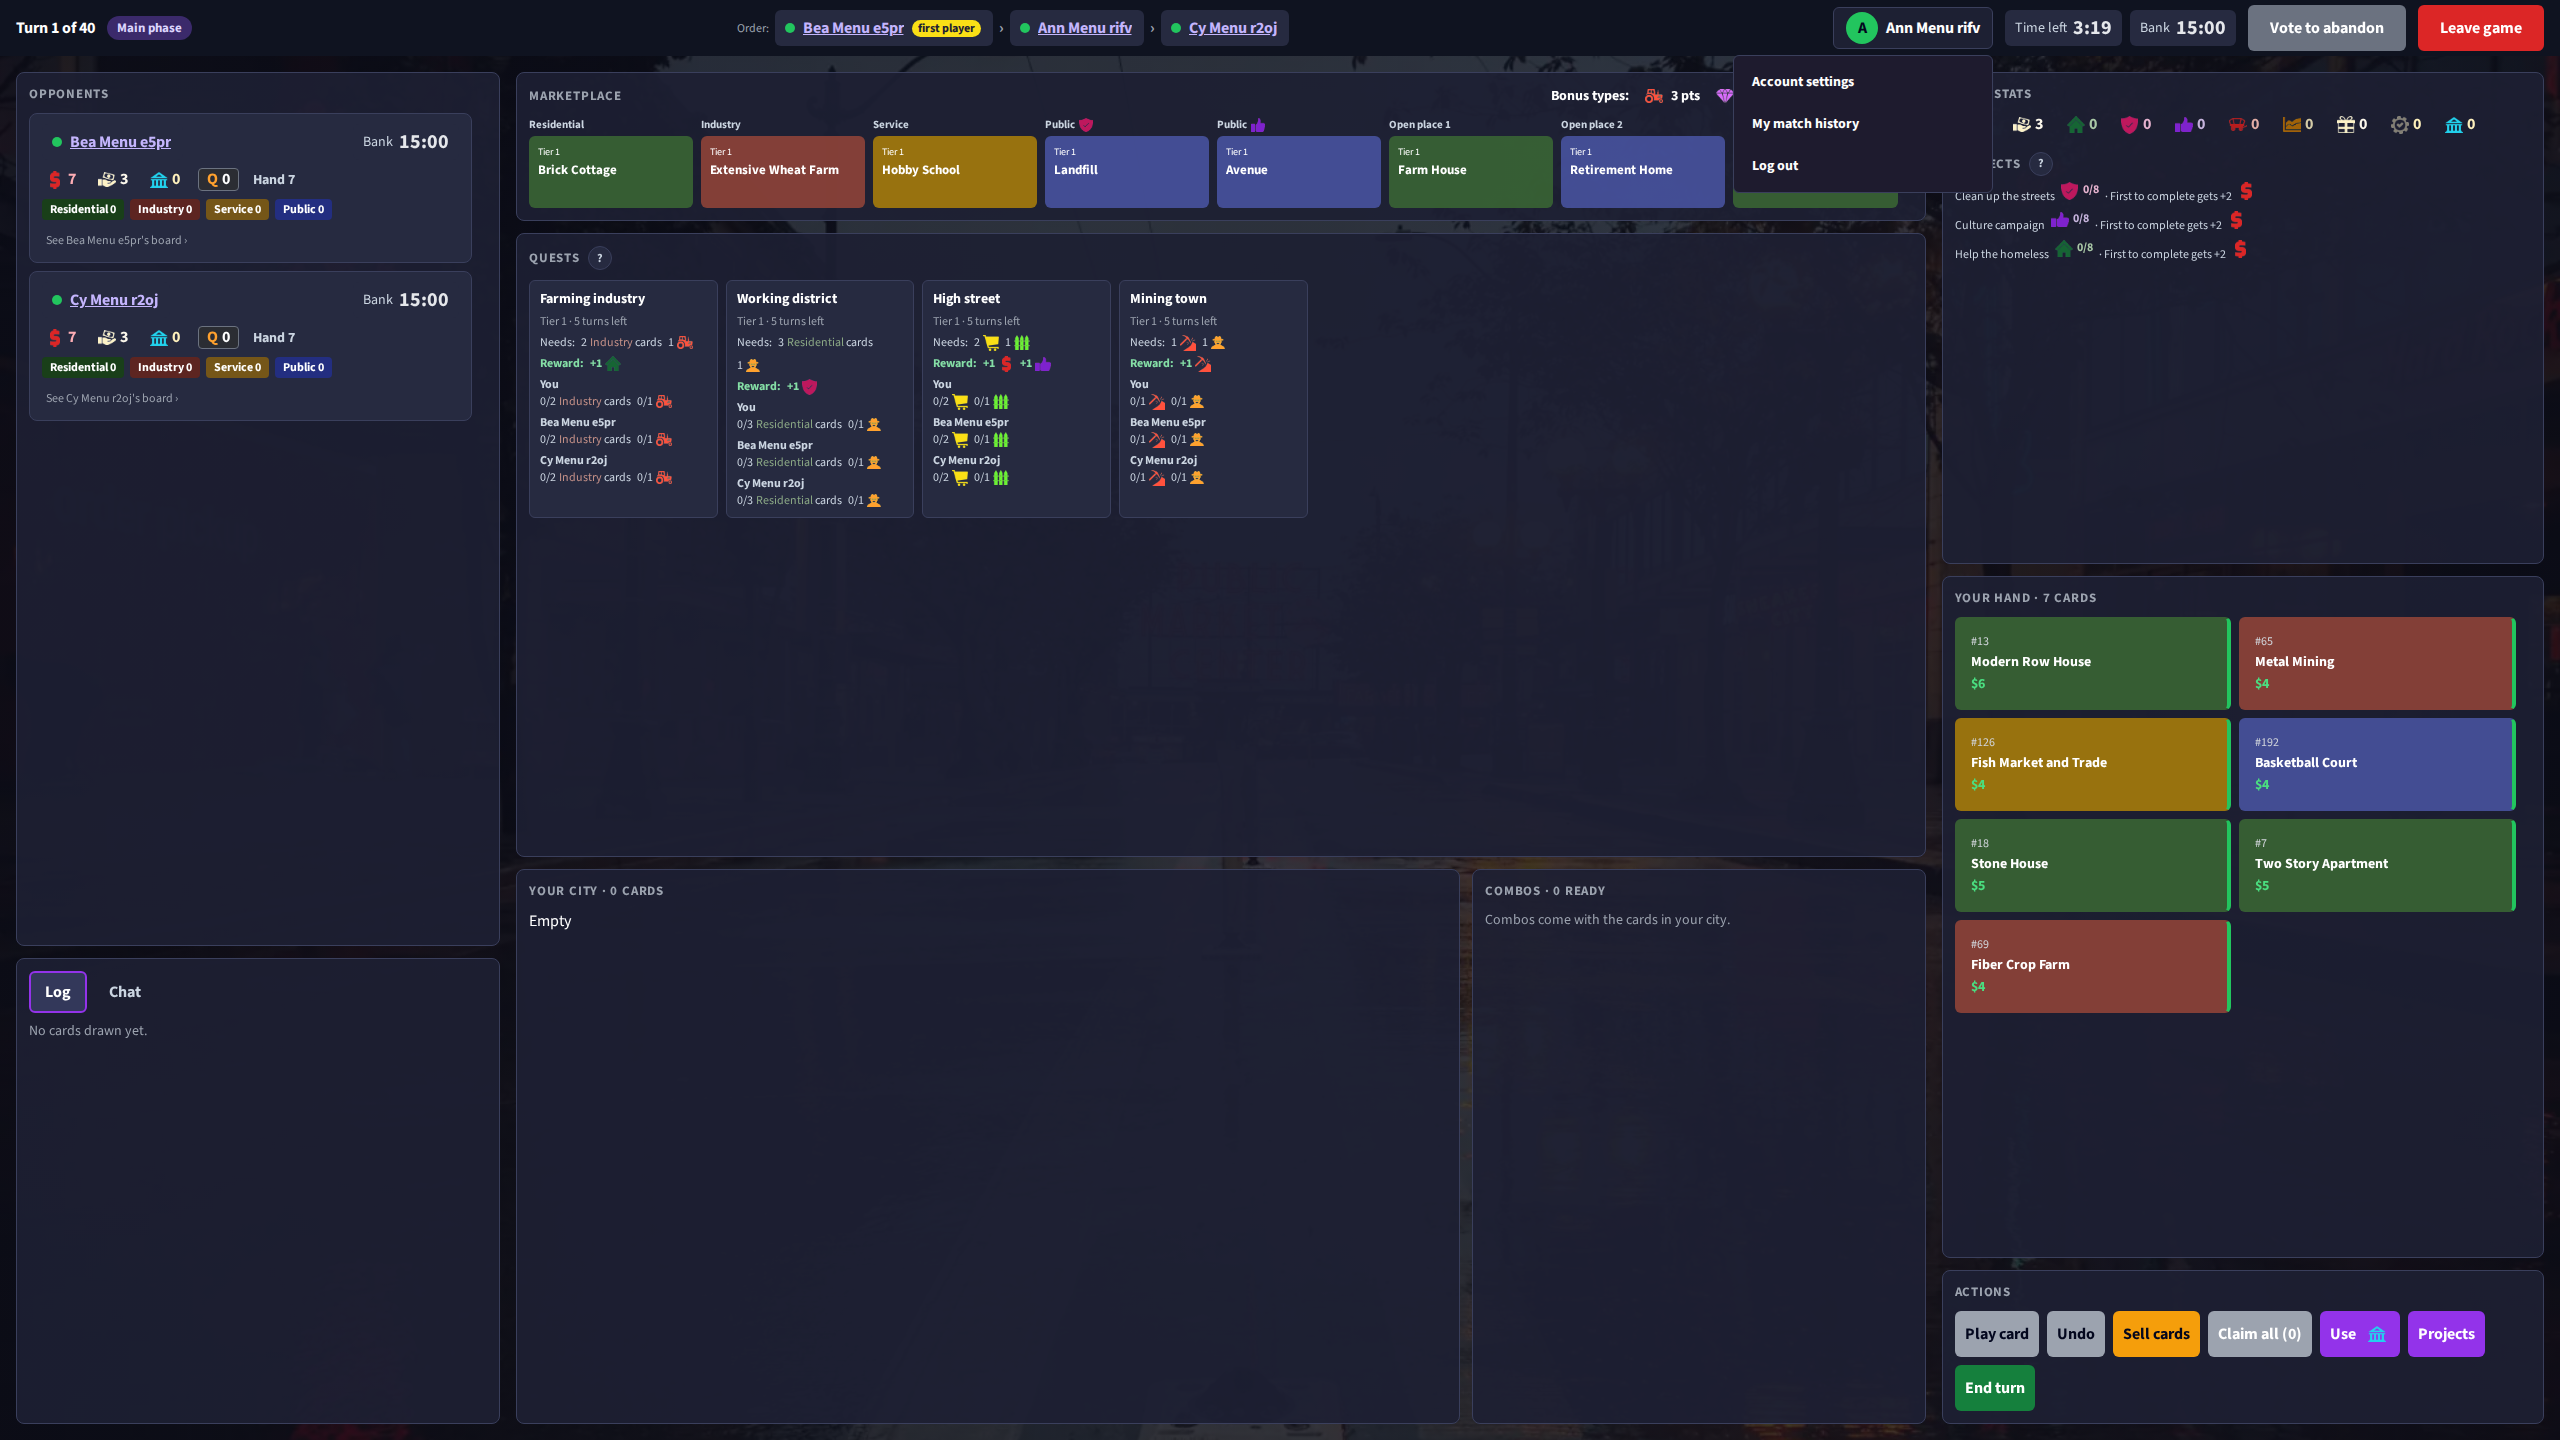 Turn 1 of 40 Main phase
Order: Bea Menu e5pr first player › Ann Menu rifv › Cy Menu r2oj
A Ann Menu rifv
Time left 3:19
Bank 15:00
Vote to abandon
Leave game
Account settings
My match history
Log out
OPPONENTS
Bea Menu e5pr Bank 15:00
7 3 0 Q 0 Hand 7
Residential 0 Industry 0 Service 0 Public 0
See Bea Menu e5pr's board ›
Cy Menu r2oj Bank 15:00
7 3 0 Q 0 Hand 7
Residential 0 Industry 0 Service 0 Public 0
See Cy Menu r2oj's board ›
Log Chat
No cards drawn yet.
MARKETPLACE
Bonus types: 3 pts
Residential
Tier 1
Brick Cottage
Industry
Tier 1
Extensive Wheat Farm
Service
Tier 1
Hobby School
Public
Tier 1
Landfill
Public
Tier 1
Avenue
Open place 1
Tier 1
Farm House
Open place 2
Tier 1
Retirement Home
QUESTS ?
Farming industry
Tier 1 · 5 turns left
Needs: 2 Industry cards 1
Reward: +1
You
0/2 Industry cards 0/1
Bea Menu e5pr
0/2 Industry cards 0/1
Cy Menu r2oj
0/2 Industry cards 0/1
Working district
Tier 1 · 5 turns left
Needs: 3 Residential cards
1
Reward: +1
You
0/3 Residential cards 0/1
Bea Menu e5pr
0/3 Residential cards 0/1
Cy Menu r2oj
0/3 Residential cards 0/1
High street
Tier 1 · 5 turns left
Needs: 2 1
Reward: +1 +1
You
0/2 0/1
Bea Menu e5pr
0/2 0/1
Cy Menu r2oj
0/2 0/1
Mining town
Tier 1 · 5 turns left
Needs: 1 1
Reward: +1
You
0/1 0/1
Bea Menu e5pr
0/1 0/1
Cy Menu r2oj
0/1 0/1
YOUR CITY · 0 CARDS
Empty
COMBOS · 0 READY
Combos come with the cards in your city.
STATS
3 0 0 0 0 0 0 0 0
ECTS ?
Clean up the streets 0/8 · First to complete gets +2
Culture campaign 0/8 · First to complete gets +2
Help the homeless 0/8 · First to complete gets +2
YOUR HAND · 7 CARDS
#13
Modern Row House
$6
#65
Metal Mining
$4
#126
Fish Market and Trade
$4
#192
Basketball Court
$4
#18
Stone House
$5
#7
Two Story Apartment
$5
#69
Fiber Crop Farm
$4
ACTIONS
Play card Undo Sell cards Claim all (0) Use Projects
End turn